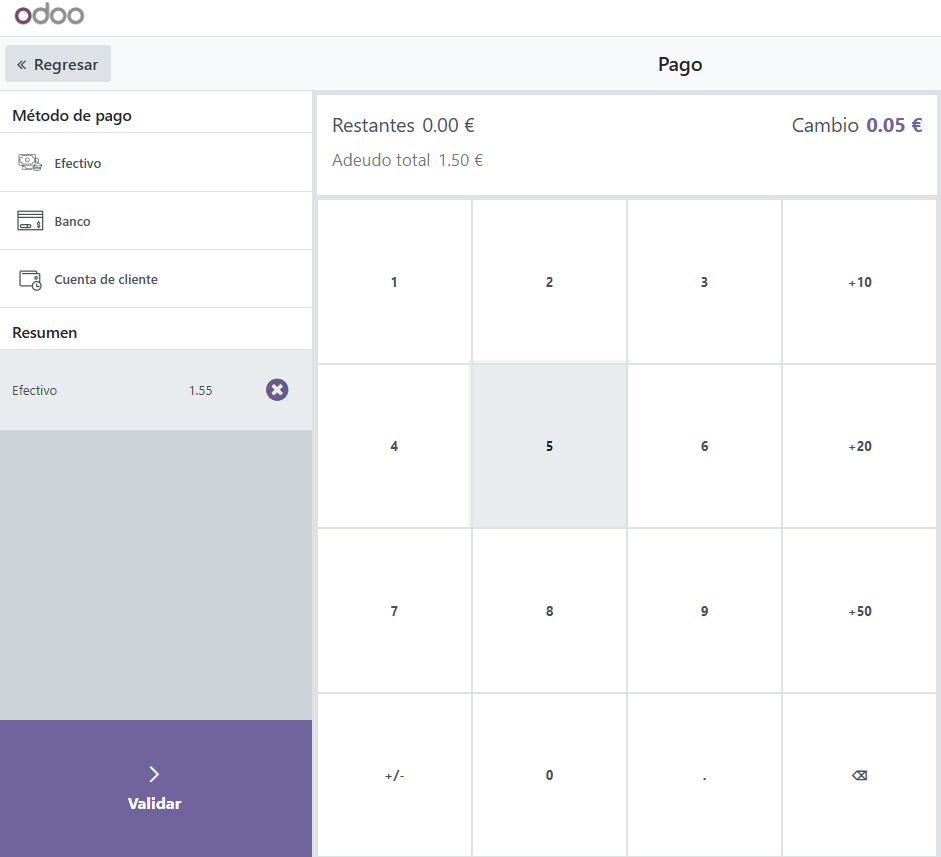 odoo
« Regresar
Pago
Método de pago
Efectivo
Banco
Cuenta de cliente
Resumen
Efectivo 1.55
Validar
Restantes 0.00 € Cambio 0.05 €
Adeudo total 1.50 €
1 2 3 +10
4 5 6 +20
7 8 9 +50
+/- 0 . ⌫